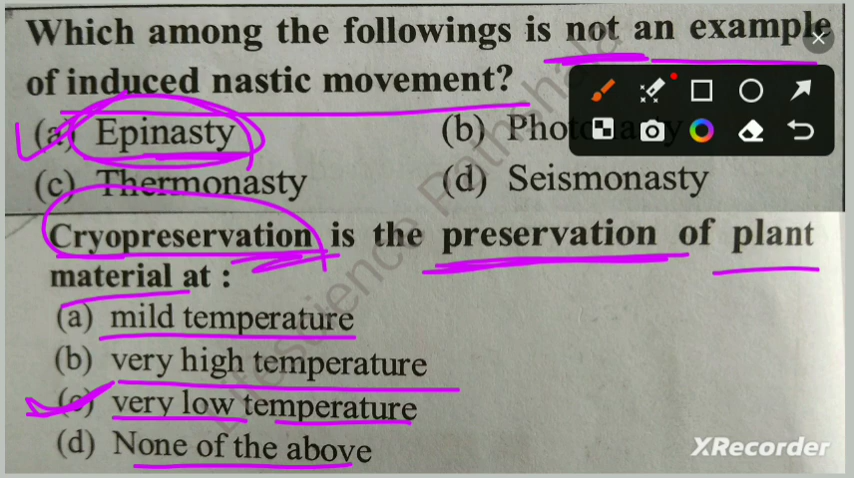 Which among the followings is not an example
of induced nastic movement?
(a) Epinasty (b)
(c) Thermonasty (d) Seismonasty
Cryopreservation is the preservation of plant
material at :
(a) mild temperature
(b) very high temperature
(c) very low temperature
(d) None of the above
XRecorder